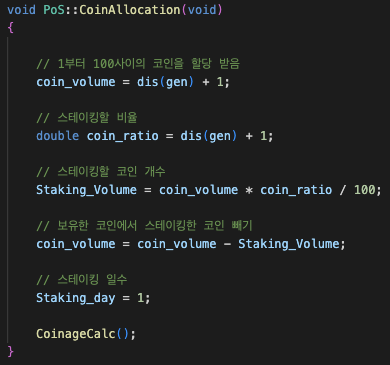 void PoS::CoinAllocation(void)
{
// 1부터 100사이의 코인을 할당 받음
coin_volume = dis(gen) + 1;
// 스테이킹할 비율
double coin_ratio = dis(gen) + 1;
// 스테이킹할 코인 개수
Staking_Volume = coin_volume * coin_ratio / 100;
// 보유한 코인에서 스테이킹한 코인 빼기
coin_volume = coin_volume - Staking_Volume;
// 스테이킹 일수
Staking_day = 1;
CoinageCalc();
}